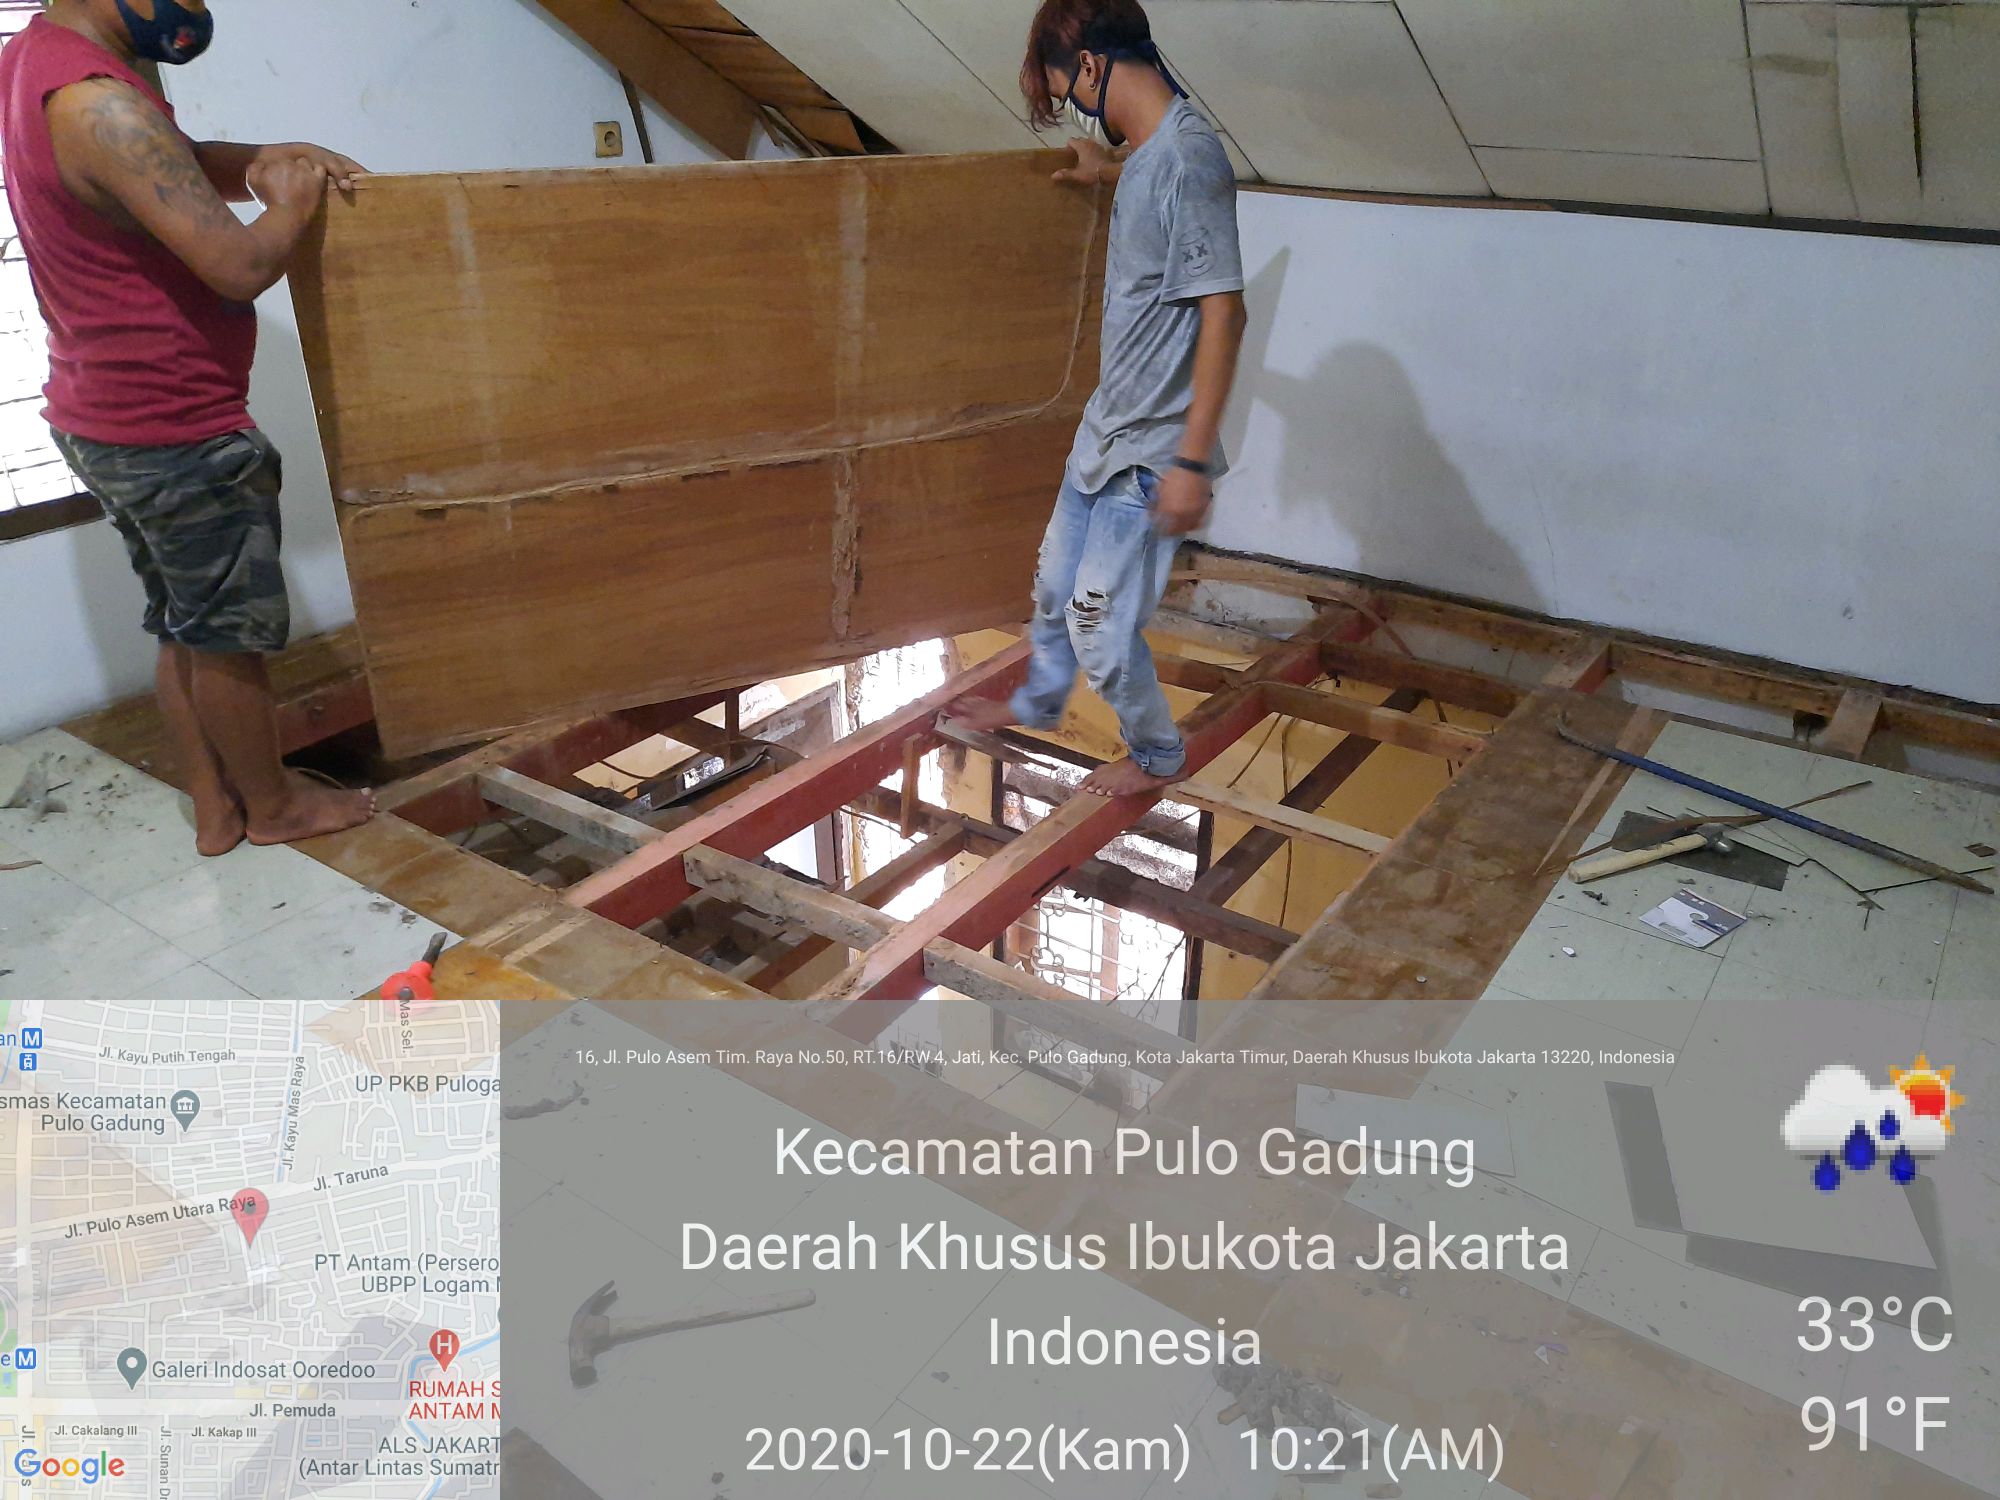 16, Jl. Pulo Asem Tim. Raya No.50, RT.16/RW.4, Jati, Kec. Pulo Gadung, Kota Jakarta Timur, Daerah Khusus Ibukota Jakarta 13220, Indonesia
Kecamatan Pulo Gadung
Daerah Khusus Ibukota Jakarta
Indonesia
2020-10-22(Kam) 10:21(AM)
33°C
91°F
an M
Mas Sel.
Jl. Kayu Putih Tengah
Jl. Kayu Mas Raya
UP PKB Puloga
smas Kecamatan
Pulo Gadung
Jl. Taruna
Jl. Pulo Asem Utara Raya
PT Antam (Persero
UBPP Logam M
e M
H
Galeri Indosat Ooredoo
RUMAH S
ANTAM M
Jl. Pemuda
Jl. Cakalang III
Jl. Kakap III
ALS JAKART
(Antar Lintas Sumatr
Google